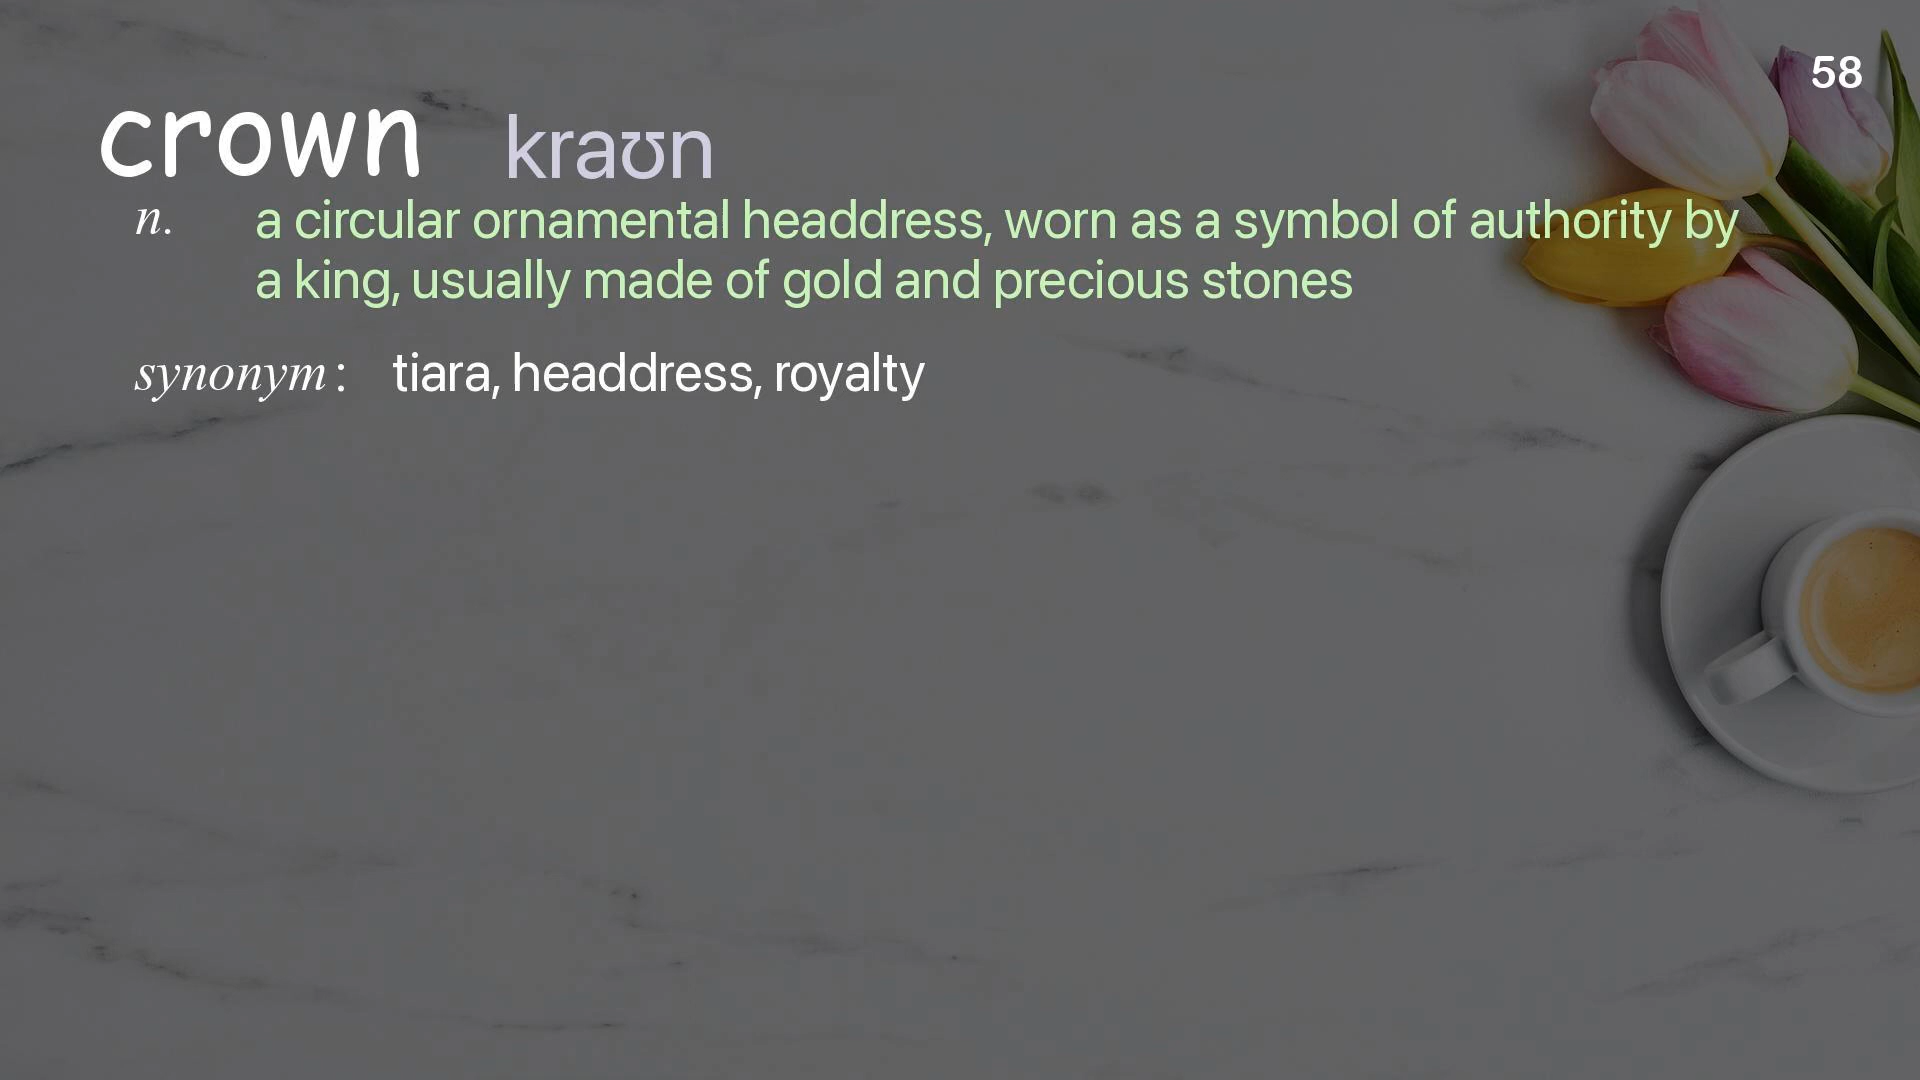 58
crown kraʊn
n. a circular ornamental headdress, worn as a symbol of authority by
a king, usually made of gold and precious stones
synonym : tiara, headdress, royalty